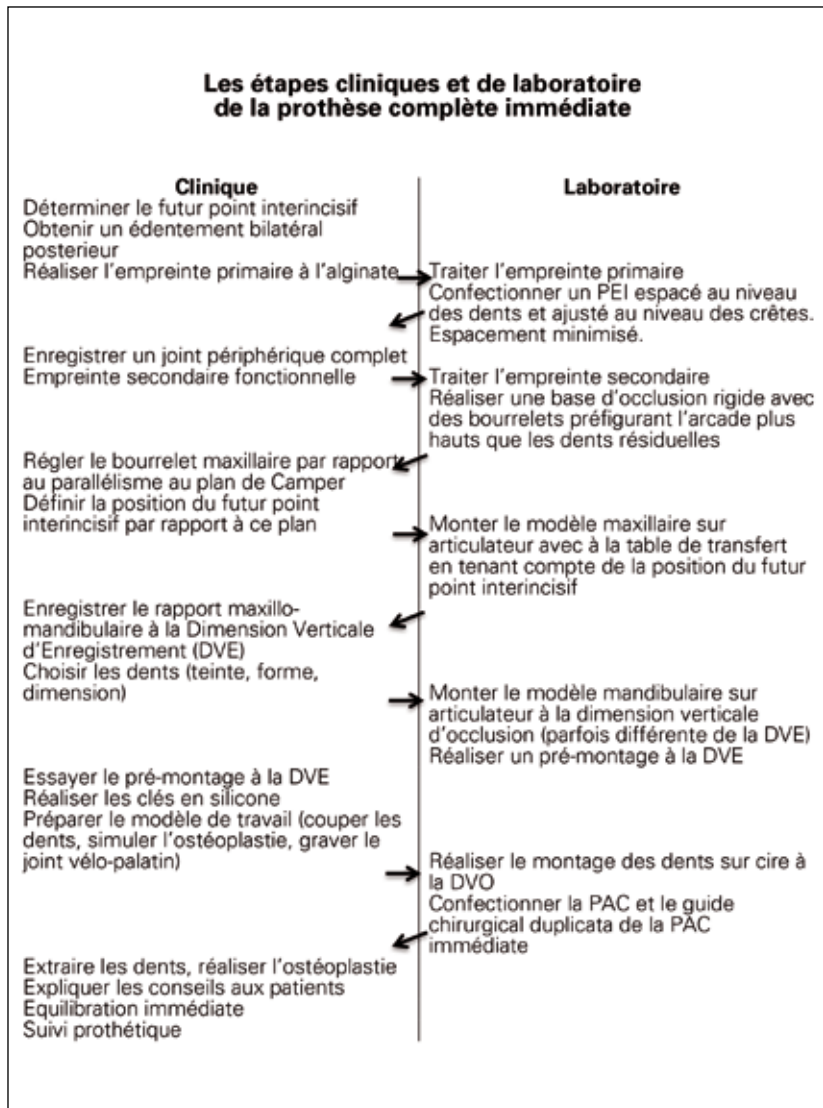 Les étapes cliniques et de laboratoire
de la prothèse complète immédiate
Clinique
Déterminer le futur point interincisif
Obtenir un édentement bilatéral
posterieur
Réaliser l'empreinte primaire à l'alginate
Laboratoire
Traiter l'empreinte primaire
Confectionner un PEI espacé au niveau
des dents et ajusté au niveau des crêtes.
Espacement minimisé.
Enregistrer un joint périphérique complet
Empreinte secondaire fonctionnelle
Traiter l'empreinte secondaire
Réaliser une base d'occlusion rigide avec
des bourrelets préfigurant l'arcade plus
hauts que les dents résiduelles
Régler le bourrelet maxillaire par rapport
au parallélisme au plan de Camper
Définir la position du futur point
interincisif par rapport à ce plan
Monter le modèle maxillaire sur
articulateur avec à la table de transfert
en tenant compte de la position du futur
point interincisif
Enregistrer le rapport maxillo-
mandibulaire à la Dimension Verticale
d'Enregistrement (DVE)
Choisir les dents (teinte, forme,
dimension)
Monter le modèle mandibulaire sur
articulateur à la dimension verticale
d'occlusion (parfois différente de la DVE)
Réaliser un pré-montage à la DVE
Essayer le pré-montage à la DVE
Réaliser les clés en silicone
Préparer le modèle de travail (couper les
dents, simuler l'ostéoplastie, graver le
joint vélo-palatin)
Réaliser le montage des dents sur cire à
la DVO
Confectionner la PAC et le guide
chirurgical duplicata de la PAC
immédiate
Extraire les dents, réaliser l'ostéoplastie
Expliquer les conseils aux patients
Equilibration immédiate
Suivi prothétique